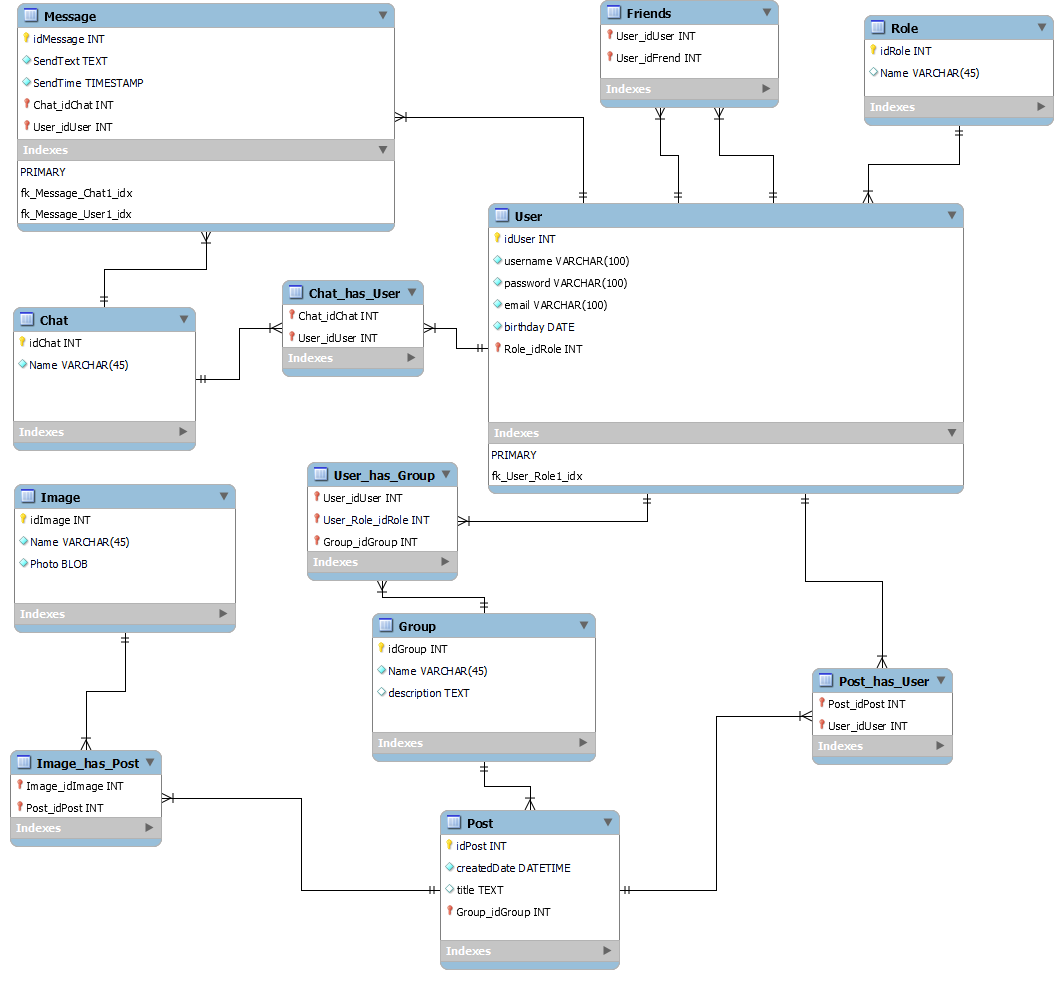 Message
idMessage INT
SendText TEXT
SendTime TIMESTAMP
Chat_idChat INT
User_idUser INT
Indexes
PRIMARY
fk_Message_Chat1_idx
fk_Message_User1_idx
Friends
User_idUser INT
User_idFrend INT
Indexes
Role
idRole INT
Name VARCHAR(45)
Indexes
User
idUser INT
username VARCHAR(100)
password VARCHAR(100)
email VARCHAR(100)
birthday DATE
Role_idRole INT
Indexes
PRIMARY
fk_User_Role1_idx
Chat_has_User
Chat_idChat INT
User_idUser INT
Indexes
Chat
idChat INT
Name VARCHAR(45)
Indexes
User_has_Group
User_idUser INT
User_Role_idRole INT
Group_idGroup INT
Indexes
Image
idImage INT
Name VARCHAR(45)
Photo BLOB
Indexes
Group
idGroup INT
Name VARCHAR(45)
description TEXT
Indexes
Post_has_User
Post_idPost INT
User_idUser INT
Indexes
Image_has_Post
Image_idImage INT
Post_idPost INT
Indexes
Post
idPost INT
createdDate DATETIME
title TEXT
Group_idGroup INT
Indexes